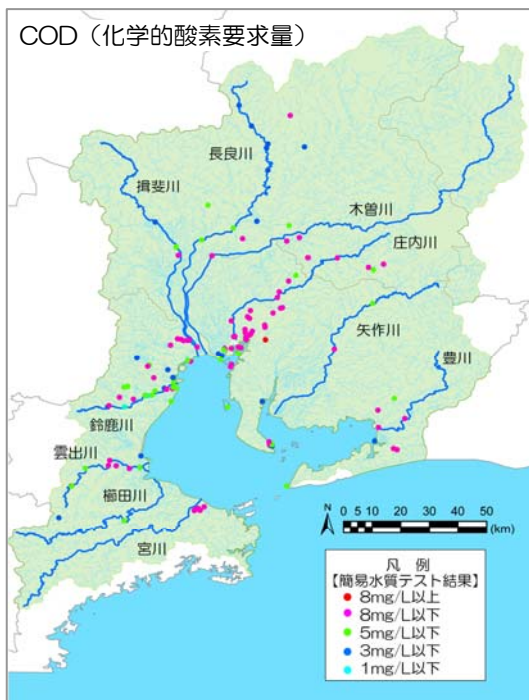 COD（化学的酸素要求量）
長良川
揖斐川
木曽川
庄内川
矢作川
豊川
鈴鹿川
雲出川
櫛田川
宮川
N
0 5 10 20 30 40 50
(km)
凡 例
【簡易水質テスト結果】
8mg/L以上
8mg/L以下
5mg/L以下
3mg/L以下
1mg/L以下